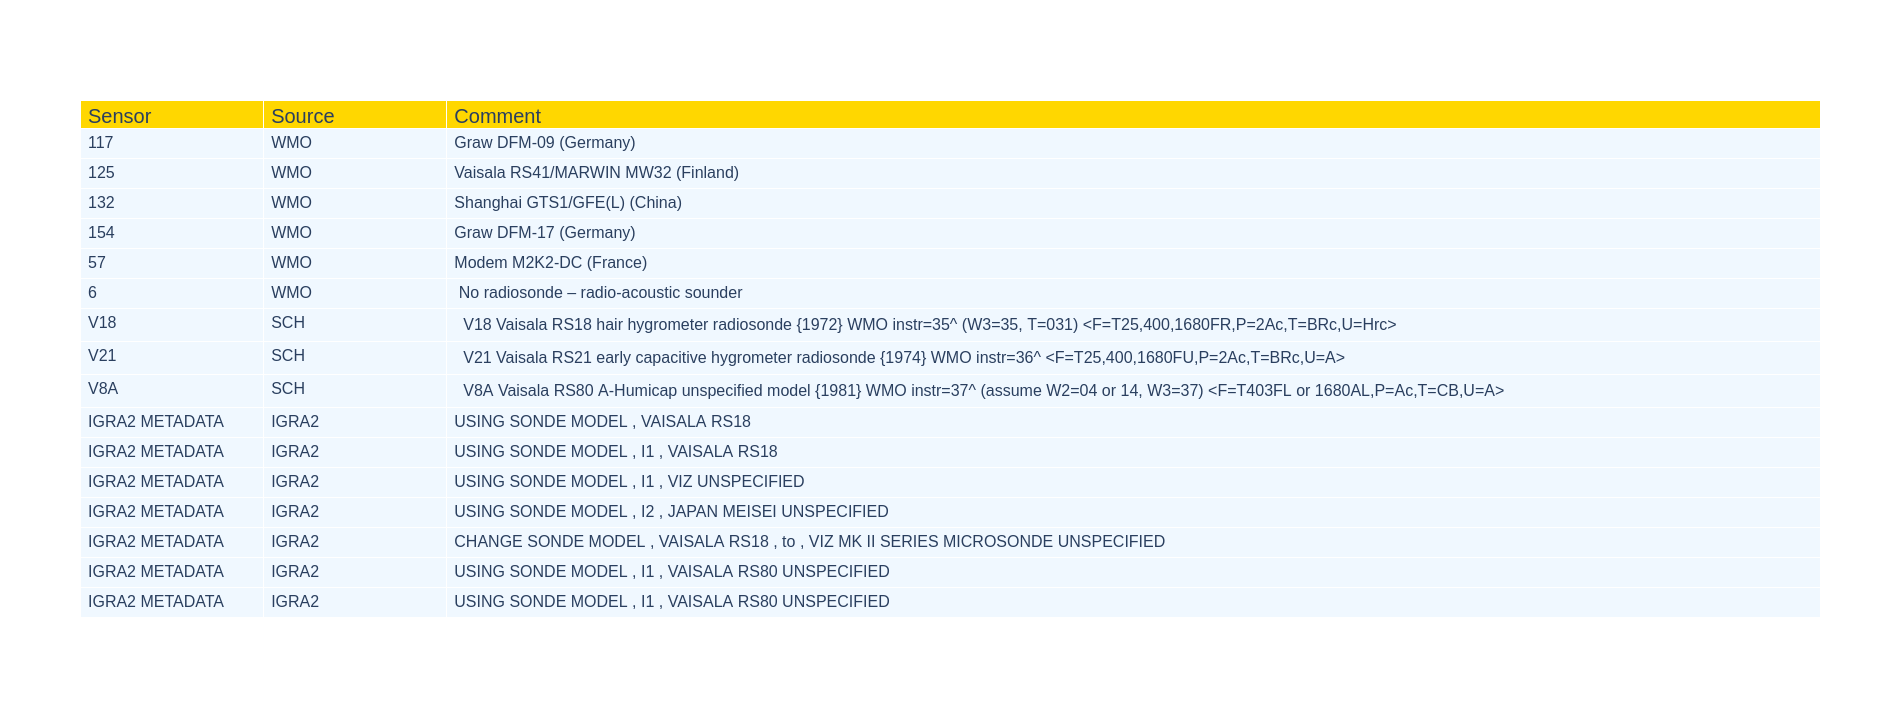 Sensor Source Comment
117 WMO Graw DFM-09 (Germany)
125 WMO Vaisala RS41/MARWIN MW32 (Finland)
132 WMO Shanghai GTS1/GFE(L) (China)
154 WMO Graw DFM-17 (Germany)
57 WMO Modem M2K2-DC (France)
6 WMO No radiosonde – radio-acoustic sounder
V18 SCH V18 Vaisala RS18 hair hygrometer radiosonde {1972} WMO instr=35^ (W3=35, T=031) <F=T25,400,1680FR,P=2Ac,T=BRc,U=Hrc>
V21 SCH V21 Vaisala RS21 early capacitive hygrometer radiosonde {1974} WMO instr=36^ <F=T25,400,1680FU,P=2Ac,T=BRc,U=A>
V8A SCH V8A Vaisala RS80 A-Humicap unspecified model {1981} WMO instr=37^ (assume W2=04 or 14, W3=37) <F=T403FL or 1680AL,P=Ac,T=CB,U=A>
IGRA2 METADATA IGRA2 USING SONDE MODEL , VAISALA RS18
IGRA2 METADATA IGRA2 USING SONDE MODEL , I1 , VAISALA RS18
IGRA2 METADATA IGRA2 USING SONDE MODEL , I1 , VIZ UNSPECIFIED
IGRA2 METADATA IGRA2 USING SONDE MODEL , I2 , JAPAN MEISEI UNSPECIFIED
IGRA2 METADATA IGRA2 CHANGE SONDE MODEL , VAISALA RS18 , to , VIZ MK II SERIES MICROSONDE UNSPECIFIED
IGRA2 METADATA IGRA2 USING SONDE MODEL , I1 , VAISALA RS80 UNSPECIFIED
IGRA2 METADATA IGRA2 USING SONDE MODEL , I1 , VAISALA RS80 UNSPECIFIED